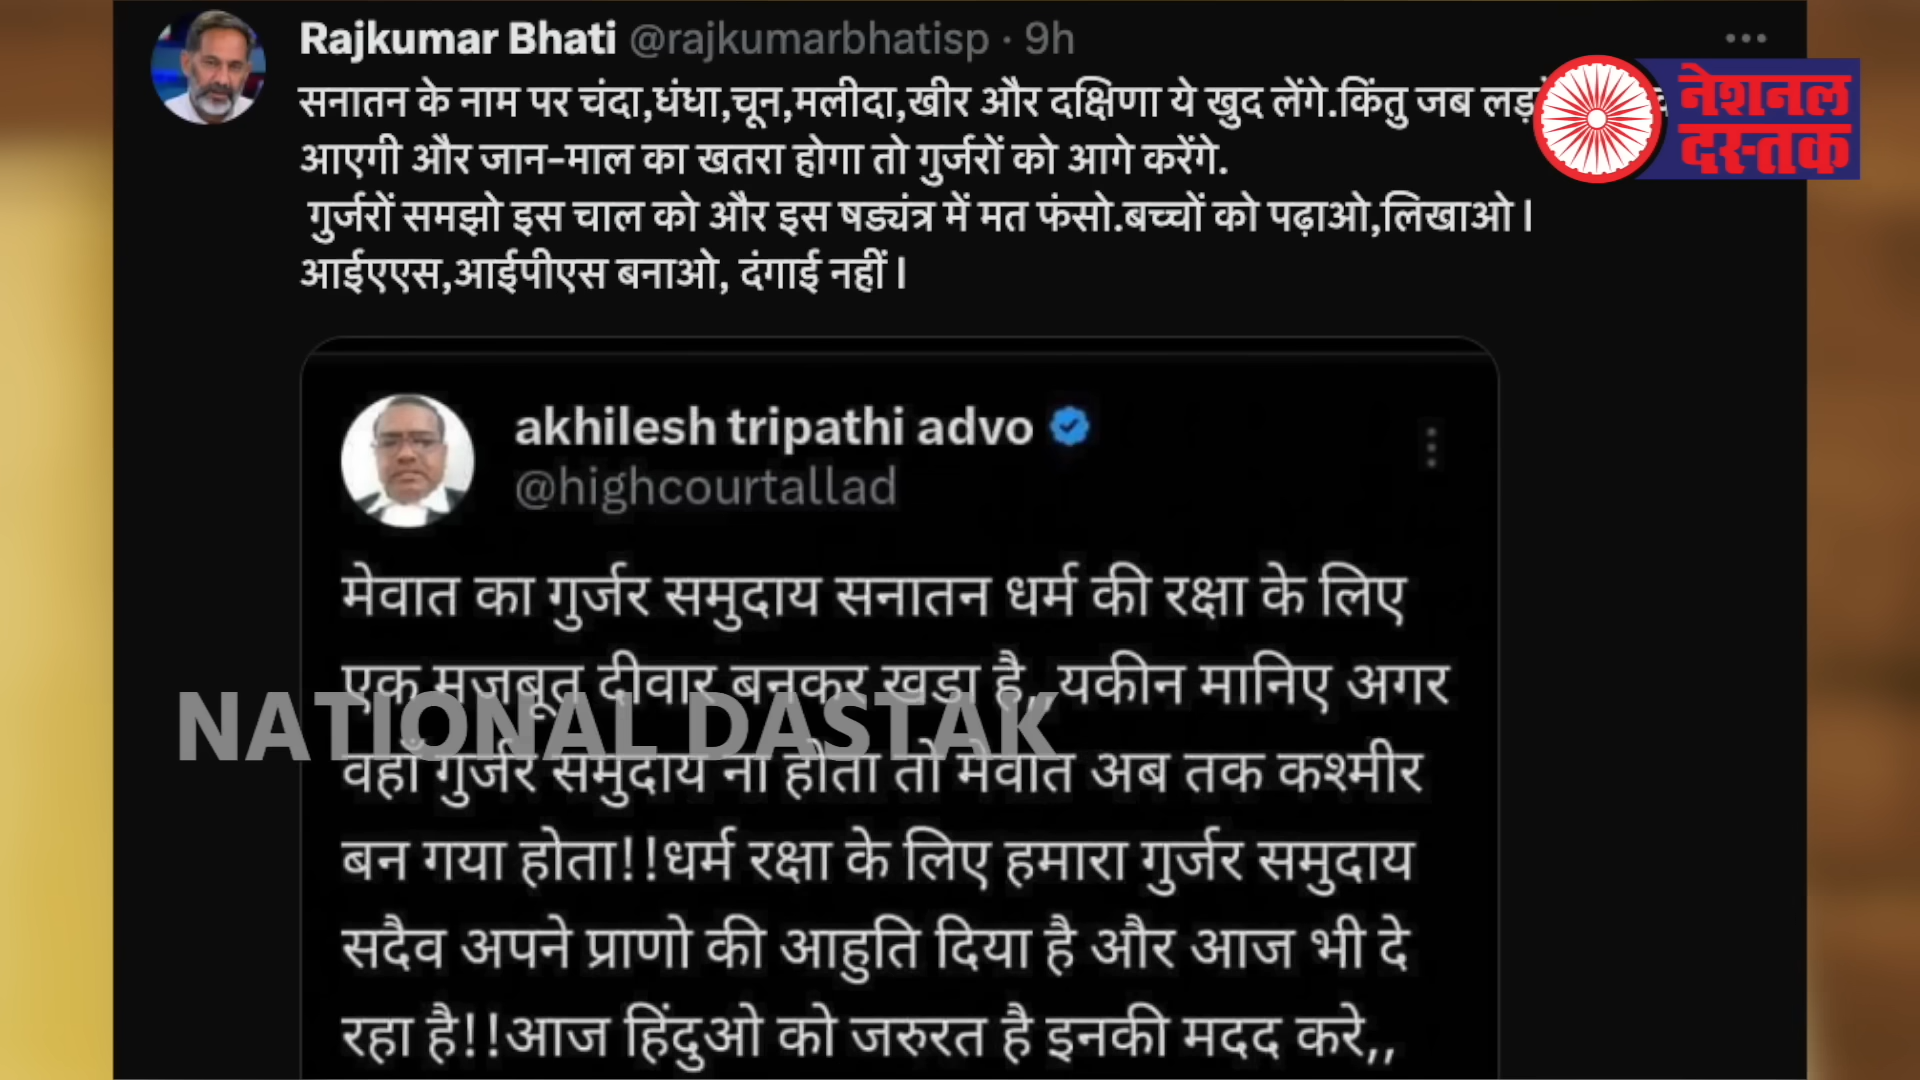 Rajkumar Bhati @rajkumarbhatisp · 9h
सनातन के नाम पर चंदा,धंधा,चून,मलीदा,खीर और दक्षिणा ये खुद लेंगे.किंतु जब
आएगी और जान-माल का खतरा होगा तो गुर्जरों को आगे करेंगे.
गुर्जरों समझो इस चाल को और इस षड्यंत्र में मत फंसो.बच्चों को पढ़ाओ,लिखाओ।
आईएएस,आईपीएस बनाओ, दंगाई नहीं।
नेशनल
दस्तक
akhilesh tripathi advo
@highcourtallad
मेवात का गुर्जर समुदाय सनातन धर्म की रक्षा के लिए
एक मजबूत दीवार बनकर खडा है,,यकीन मानिए अगर
वहाँ गुर्जर समुदाय ना होता तो मेवात अब तक कश्मीर
बन गया होता!!धर्म रक्षा के लिए हमारा गुर्जर समुदाय
सदैव अपने प्राणो की आहुति दिया है और आज भी दे
रहा है!!आज हिंदुओ को जरुरत है इनकी मदद करे,,
NATIONAL DASTAK